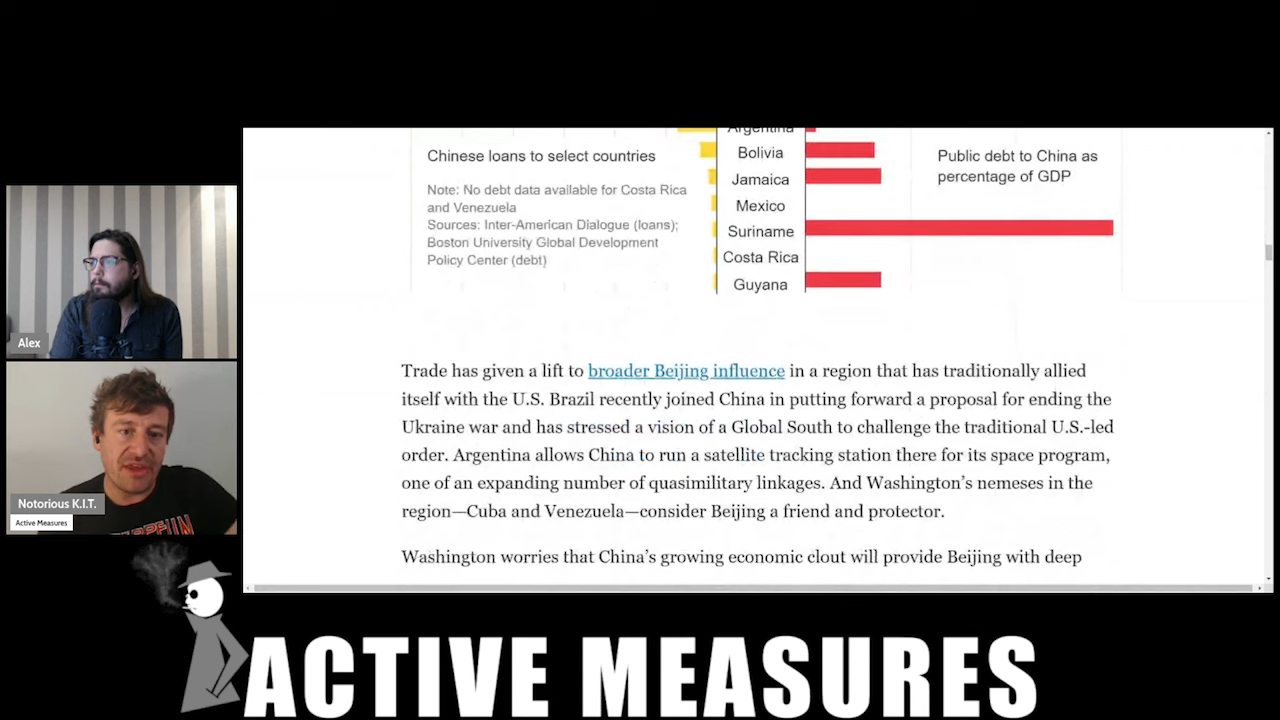 Argentina
Chinese loans to select countries
Bolivia
Public debt to China as
percentage of GDP
Jamaica
Note: No debt data available for Costa Rica
and Venezuela
Mexico
Sources: Inter-American Dialogue (loans);
Suriname
Boston University Global Development
Policy Center (debt)
Costa Rica
Guyana
Trade has given a lift to broader Beijing influence in a region that has traditionally allied
itself with the U.S. Brazil recently joined China in putting forward a proposal for ending the
Ukraine war and has stressed a vision of a Global South to challenge the traditional U.S.-led
order. Argentina allows China to run a satellite tracking station there for its space program,
one of an expanding number of quasimilitary linkages. And Washington's nemeses in the
region—Cuba and Venezuela—consider Beijing a friend and protector.
Washington worries that China's growing economic clout will provide Beijing with deep
Alex
Notorious K.I.T.
Active Measures
ACTIVE MEASURES